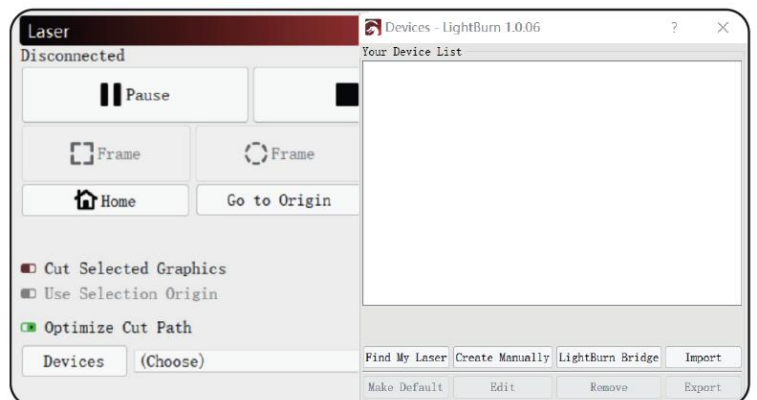 Laser
Disconnected
Pause
Frame
Frame
Home
Go to Origin
Cut Selected Graphics
Use Selection Origin
Optimize Cut Path
Devices
(Choose)
Devices - LightBurn 1.0.06
?
Your Device List
Find My Laser
Create Manually
LightBurn Bridge
Import
Make Default
Edit
Remove
Export